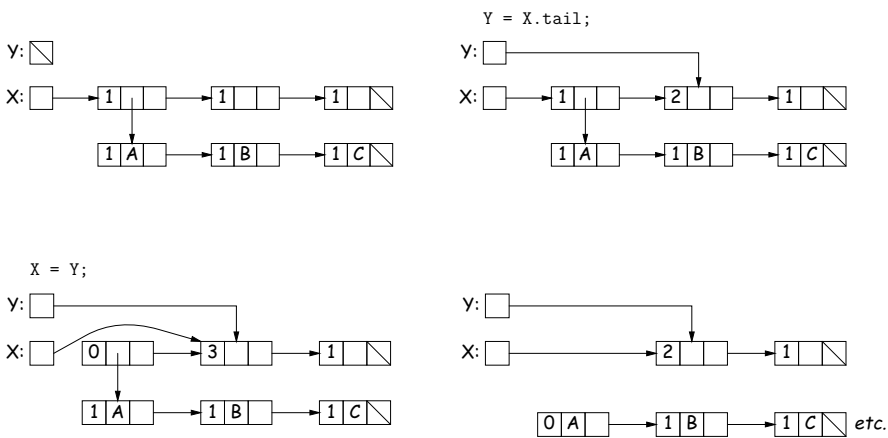 Y:
X: 1 1 1
1 A 1 B 1 C
Y = X.tail;
Y:
X: 1 2 1
1 A 1 B 1 C
X = Y;
Y:
X: 0 3 1
1 A 1 B 1 C
Y:
X: 2 1
0 A 1 B 1 C etc.